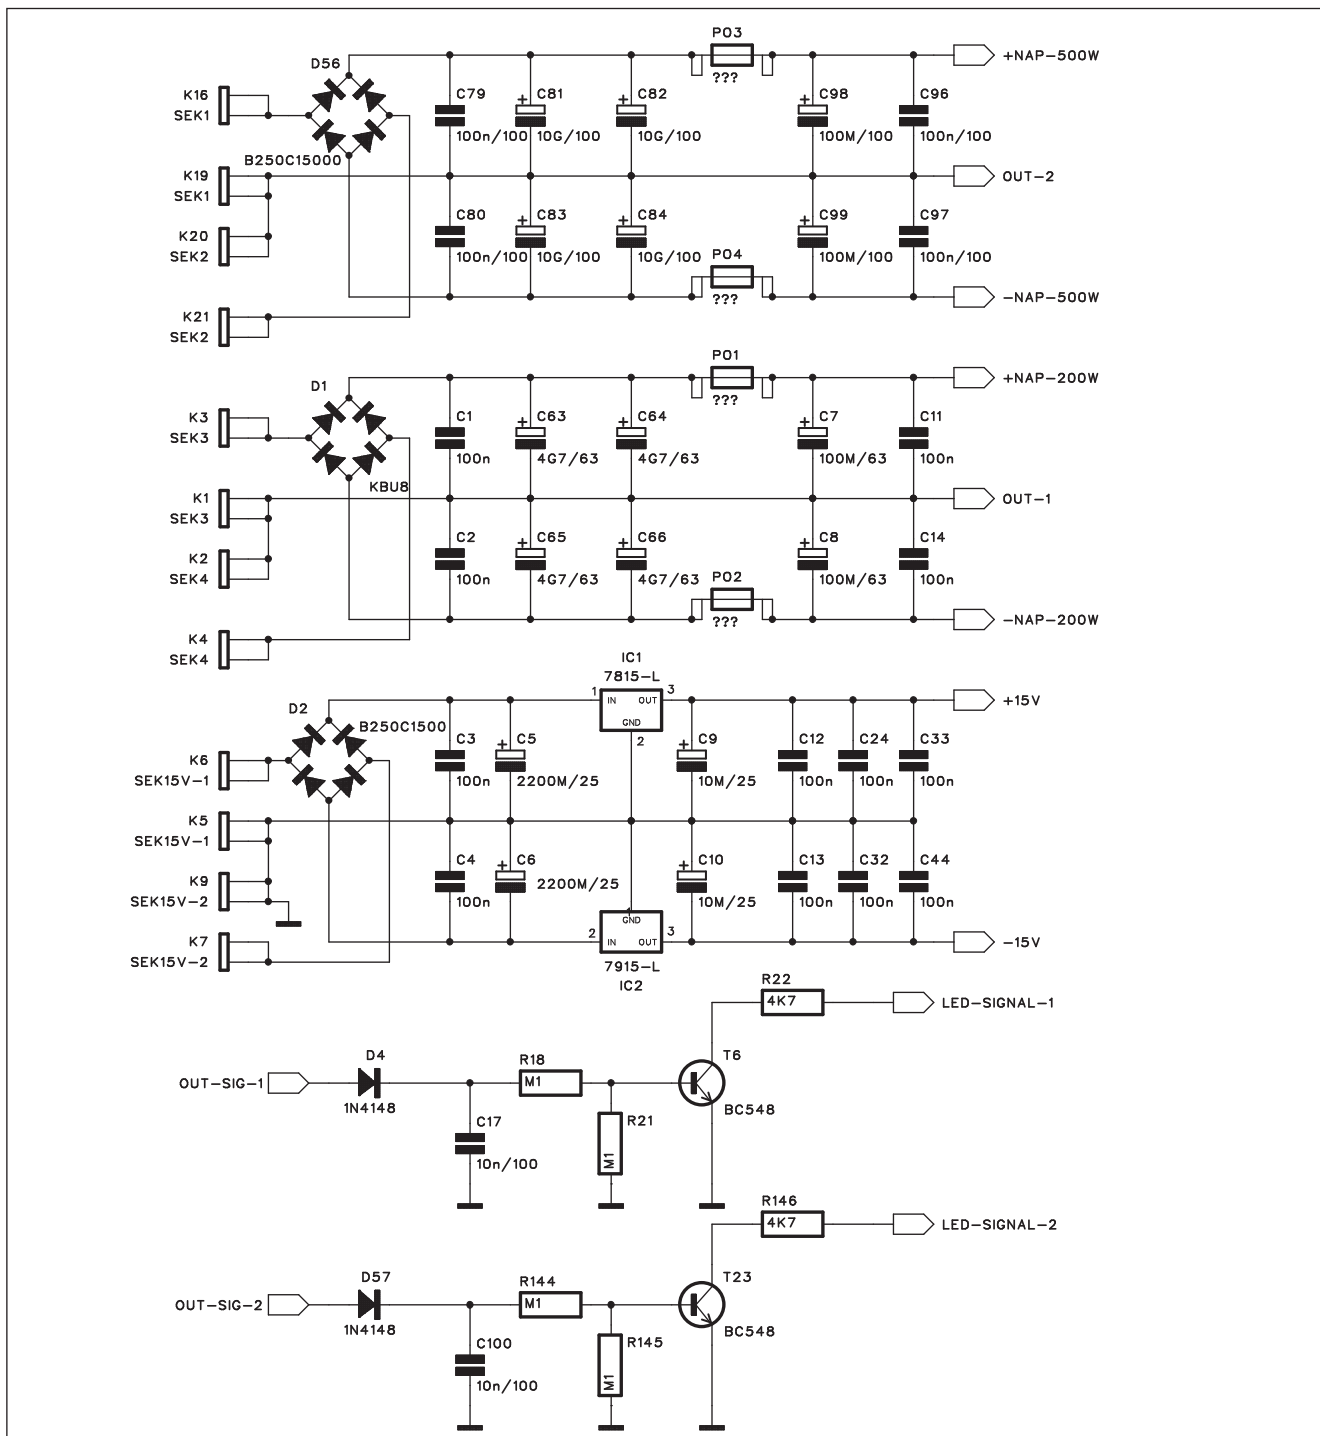 PO3
+NAP-500W
D56
K16
SEK1
C79
100n/100
C81
10G/100
C82
10G/100
???
C98
100M/100
C96
100n/100
B250C15000
K19
SEK1
OUT-2
K20
SEK2
C80
100n/100
C83
10G/100
C84
10G/100
PO4
???
C99
100M/100
C97
100n/100
-NAP-500W
K21
SEK2
PO1
+NAP-200W
D1
K3
SEK3
C1
100n
C63
4G7/63
C64
4G7/63
???
C7
100M/63
C11
100n
KBU8
K1
SEK3
OUT-1
K2
SEK4
C2
100n
C65
4G7/63
C66
4G7/63
PO2
???
C8
100M/63
C14
100n
-NAP-200W
K4
SEK4
IC1
7815-L
1
IN
OUT
3
GND
2
+15V
D2
B250C1500
K6
SEK15V-1
C3
100n
C5
2200M/25
C9
10M/25
C12
100n
C24
100n
C33
100n
K5
SEK15V-1
K9
SEK15V-2
C4
100n
C6
2200M/25
C10
10M/25
C13
100n
C32
100n
C44
100n
K7
SEK15V-2
1
GND
2
IN
OUT
3
7915-L
IC2
-15V
R22
4K7
LED-SIGNAL-1
OUT-SIG-1
D4
1N4148
R18
M1
T6
BC548
C17
10n/100
R21
M1
R146
4K7
LED-SIGNAL-2
OUT-SIG-2
D57
1N4148
R144
M1
T23
BC548
C100
10n/100
R145
M1